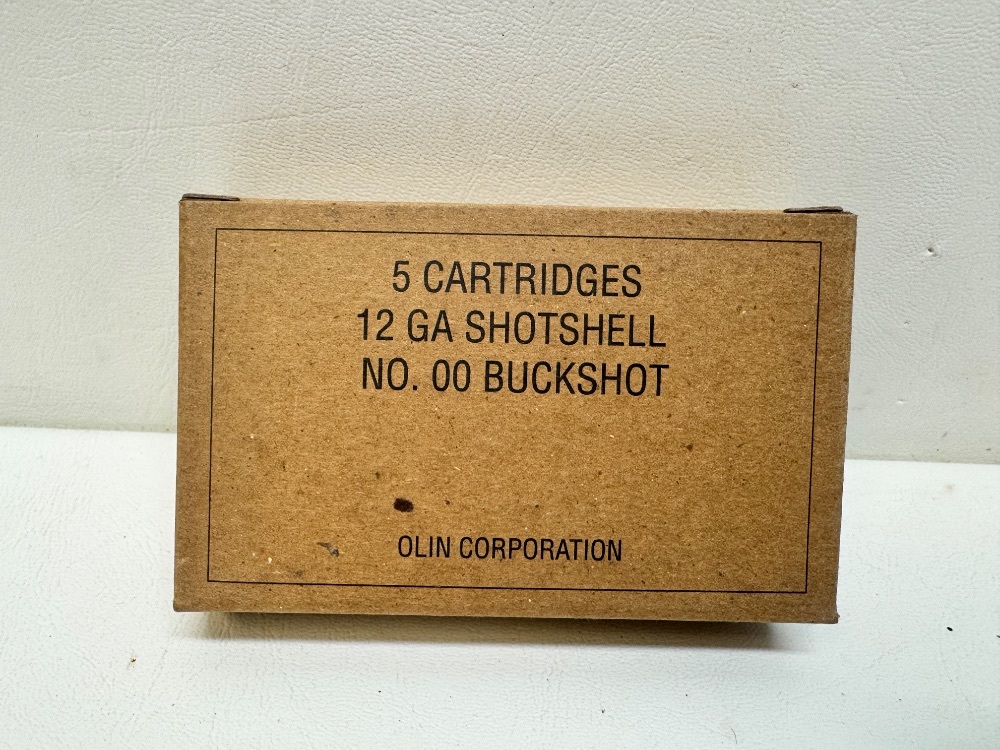 5 CARTRIDGES
12 GA SHOTSHELL
NO. 00 BUCKSHOT
OLIN CORPORATION